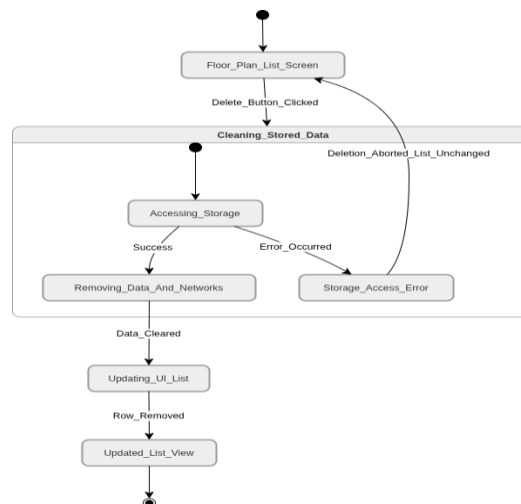 Floor_Plan_List_Screen
Delete_Button_Clicked
Cleaning_Stored_Data
Deletion_Aborted_List_Unchanged
Accessing_Storage
Success
Error_Occurred
Removing_Data_And_Networks
Storage_Access_Error
Data_Cleared
Updating_UI_List
Row_Removed
Updated_List_View